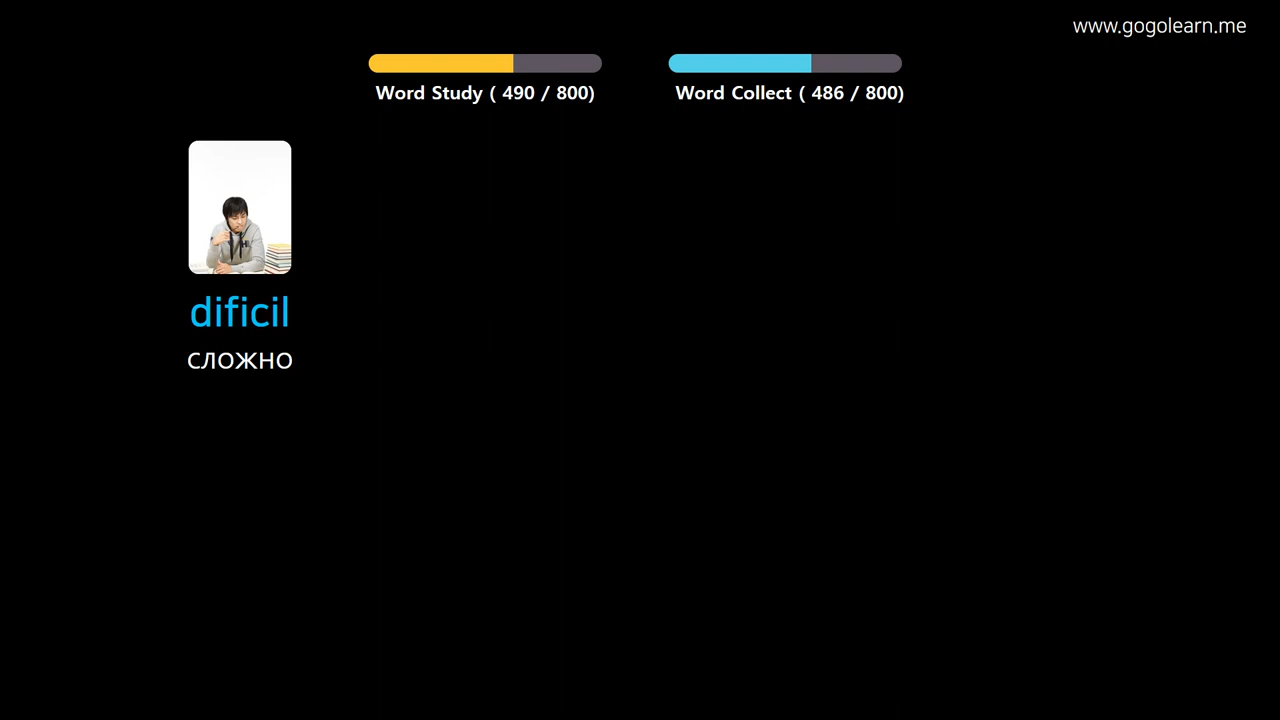 www.gogolearn.me
Word Study ( 490 / 800)
Word Collect ( 486 / 800)
dificil
сложно